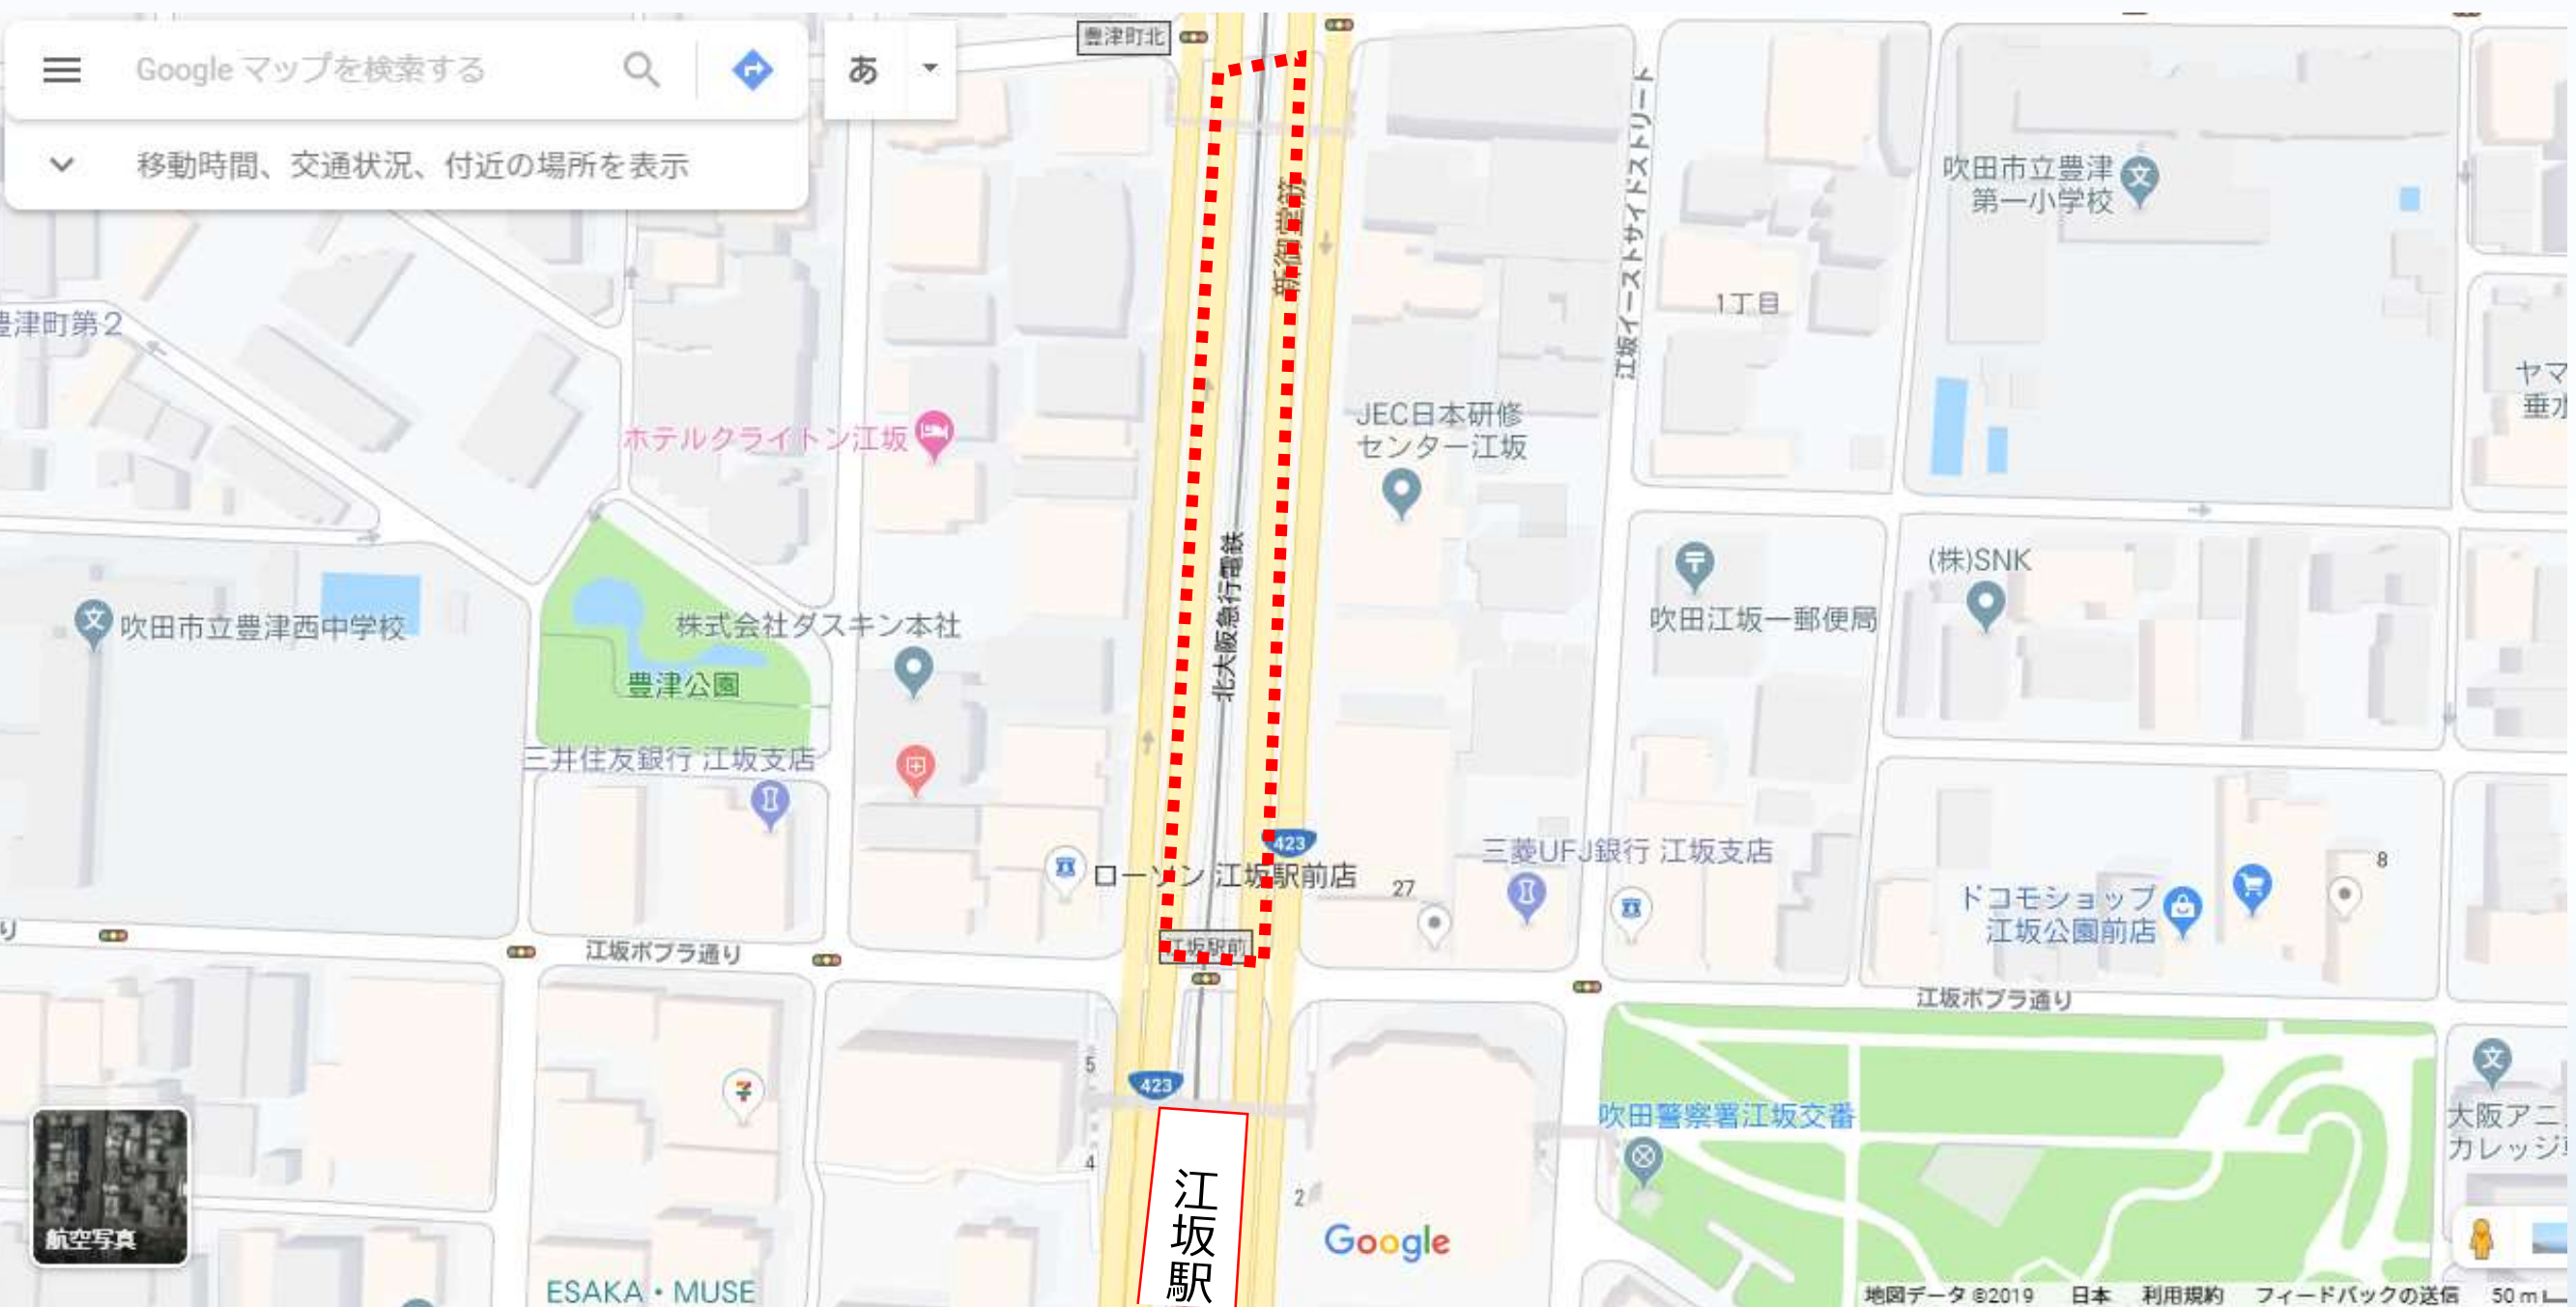 豊津町北
Google マップを検索する
あ
移動時間、交通状況、付近の場所を表示
江坂イーストサイドストリート
吹田市立豊津
第一小学校
新御堂筋
1丁目
豊津町第２
ヤマ
垂水
JEC日本研修
センター江坂
ホテルクライトン江坂
北大阪急行電鉄
(株)SNK
吹田江坂一郵便局
吹田市立豊津西中学校
株式会社ダスキン本社
豊津公園
三井住友銀行 江坂支店
423
三菱UFJ銀行 江坂支店
ローソン 江坂駅前店
27
8
ドコモショップ
江坂公園前店
り
江坂駅前
江坂ポプラ通り
江坂ポプラ通り
5
423
4
吹田警察署江坂交番
大阪アニ
カレッジ
江坂駅
2
Google
航空写真
ESAKA・MUSE
地図データ ©2019 日本 利用規約 フィードバックの送信 50 m